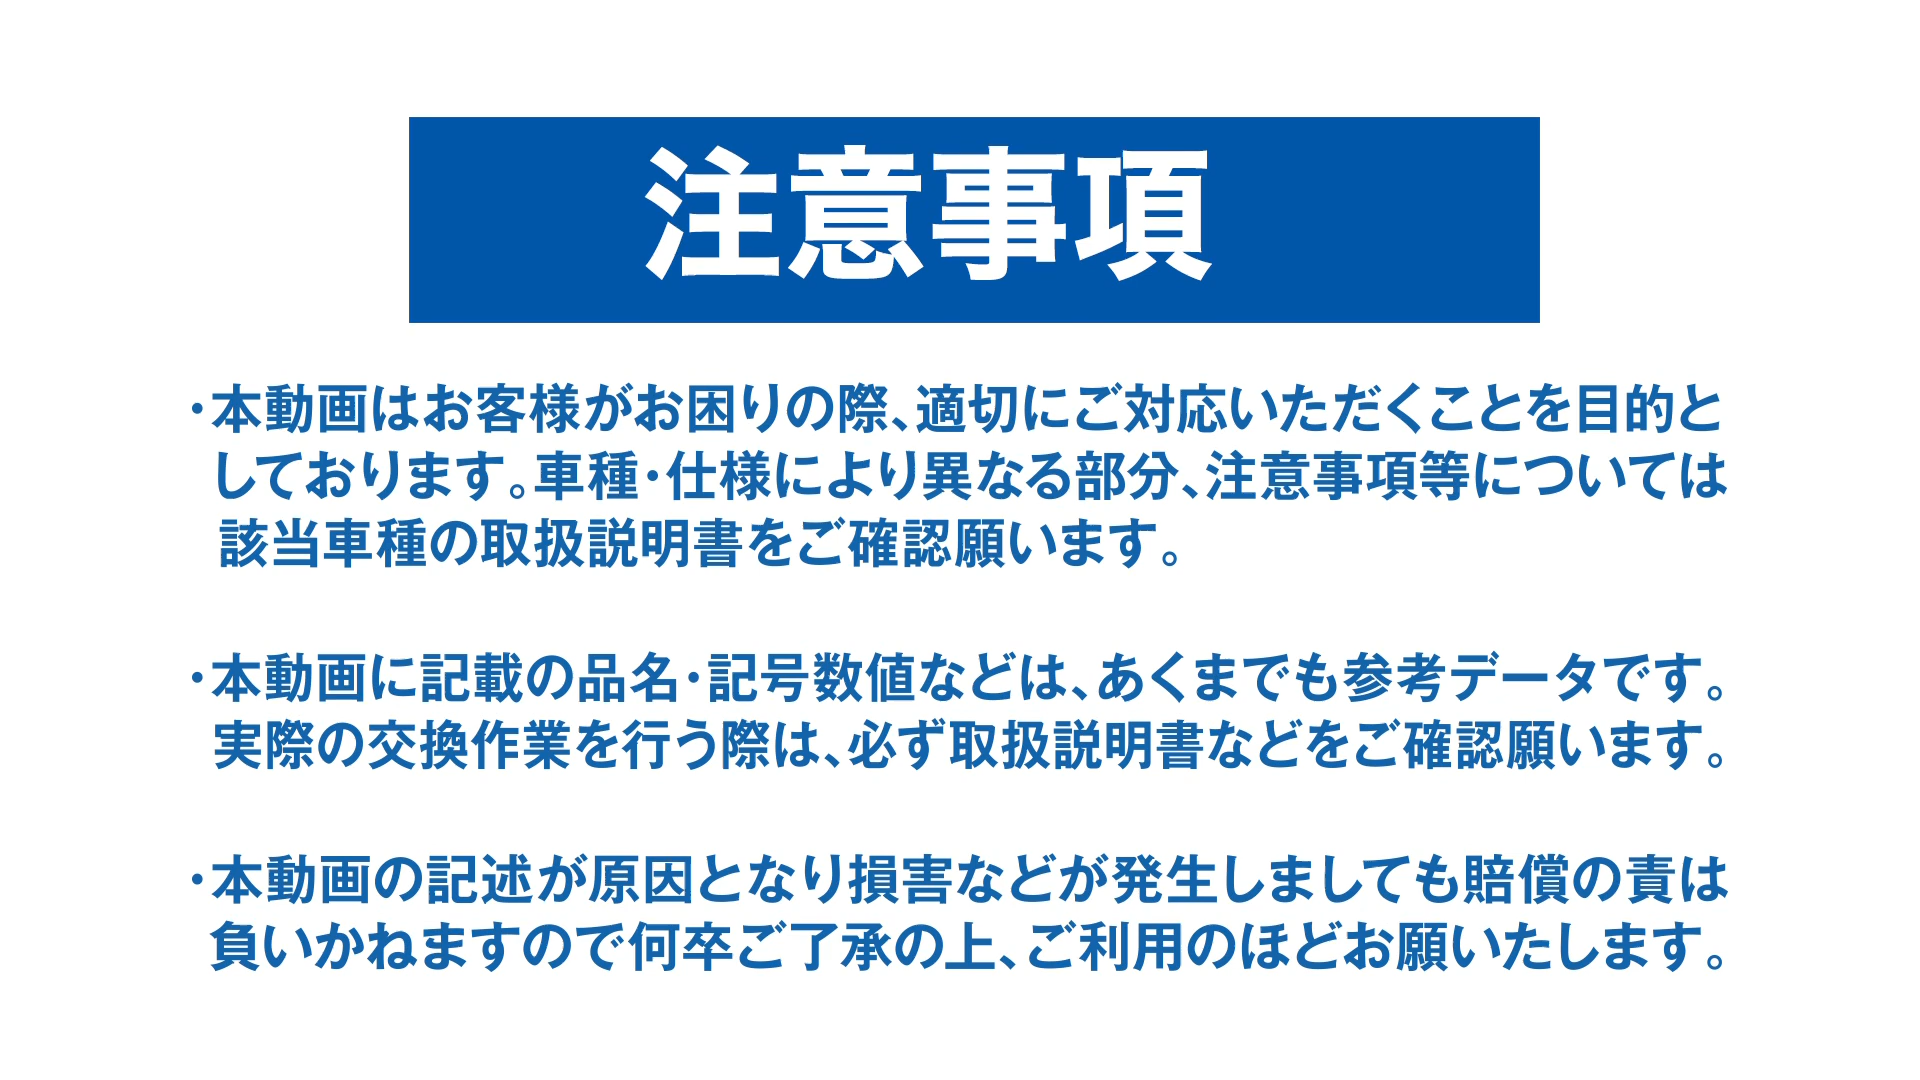 注意事項
・本動画はお客様がお困りの際、適切にご対応いただくことを目的と
しております。車種・仕様により異なる部分、注意事項等については
該当車種の取扱説明書をご確認願います。
・本動画に記載の品名・記号数値などは、あくまでも参考データです。
実際の交換作業を行う際は、必ず取扱説明書などをご確認願います。
・本動画の記述が原因となり損害などが発生しましても賠償の責は
負いかねますので何卒ご了承の上、ご利用のほどお願いたします。